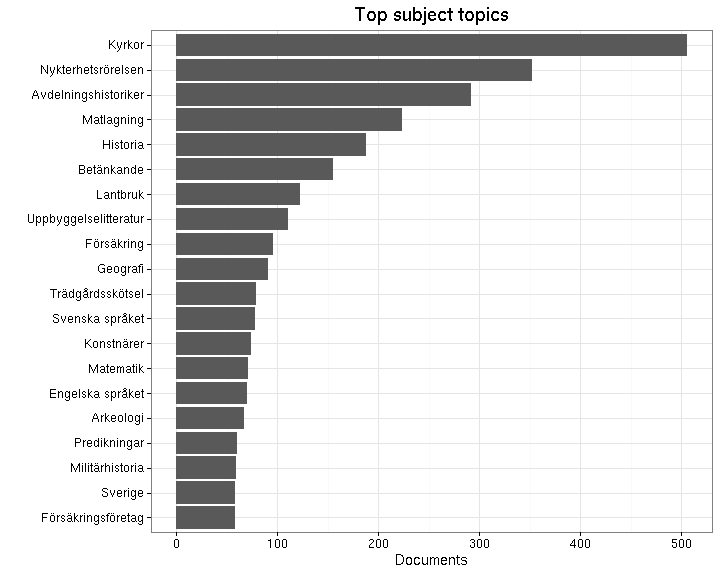 Top subject topics
Kyrkor
Nykterhetsrörelsen
Avdelningshistoriker
Matlagning
Historia
Betänkande
Lantbruk
Uppbyggelselitteratur
Försäkring
Geografi
Trädgårdsskötsel
Svenska språket
Konstnärer
Matematik
Engelska språket
Arkeologi
Predikningar
Militärhistoria
Sverige
Försäkringsföretag
0 100 200 300 400 500
Documents